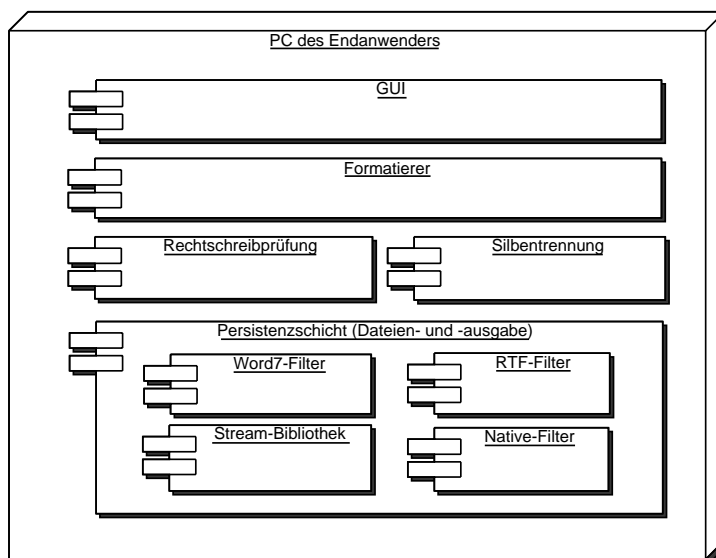 PC des Endanwenders
GUI
Formatierer
Rechtschreibprüfung
Silbentrennung
Persistenzschicht (Dateien- und -ausgabe)
Word7-Filter
RTF-Filter
Stream-Bibliothek
Native-Filter